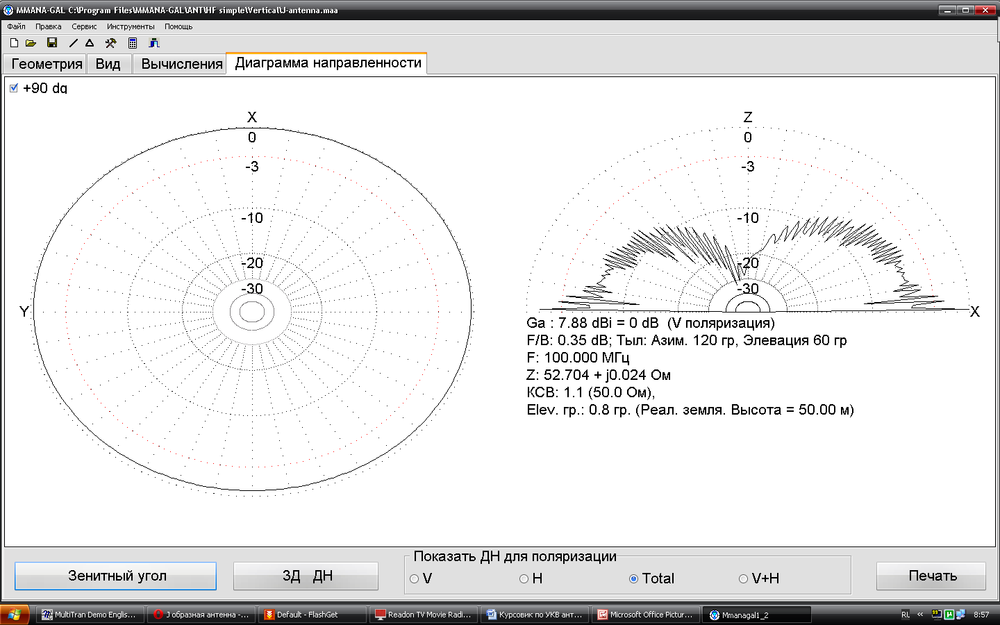 MMANA-GAL C:\Program Files\MMANA-GAL\ANT\HF simple\Vertical\J-antenna.maa
Файл Правка Сервис Инструменты Помощь
Геометрия Вид Вычисления Диаграмма направленности
+90 dg
X
0
-3
-10
-20
-30
Y
Z
0
-3
-10
-20
-30
X
Ga : 7.88 dBi = 0 dB (V поляризация)
F/B: 0.35 dB; Тыл: Азим. 120 гр, Элевация 60 гр
F: 100.000 МГц
Z: 52.704 + j0.024 Ом
КСВ: 1.1 (50.0 Ом),
Elev. гр.: 0.8 гр. (Реал. земля. Высота = 50.00 м)
Показать ДН для поляризации
Зенитный угол 3Д ДН V H Total V+H Печать
MultiTran Demo Englis... J образная антенна -... Default - FlashGet Readon TV Movie Radi... Курсовик по УКВ ант... Microsoft Office Pictur... Mmanagal1_2 RL « 99 8:57